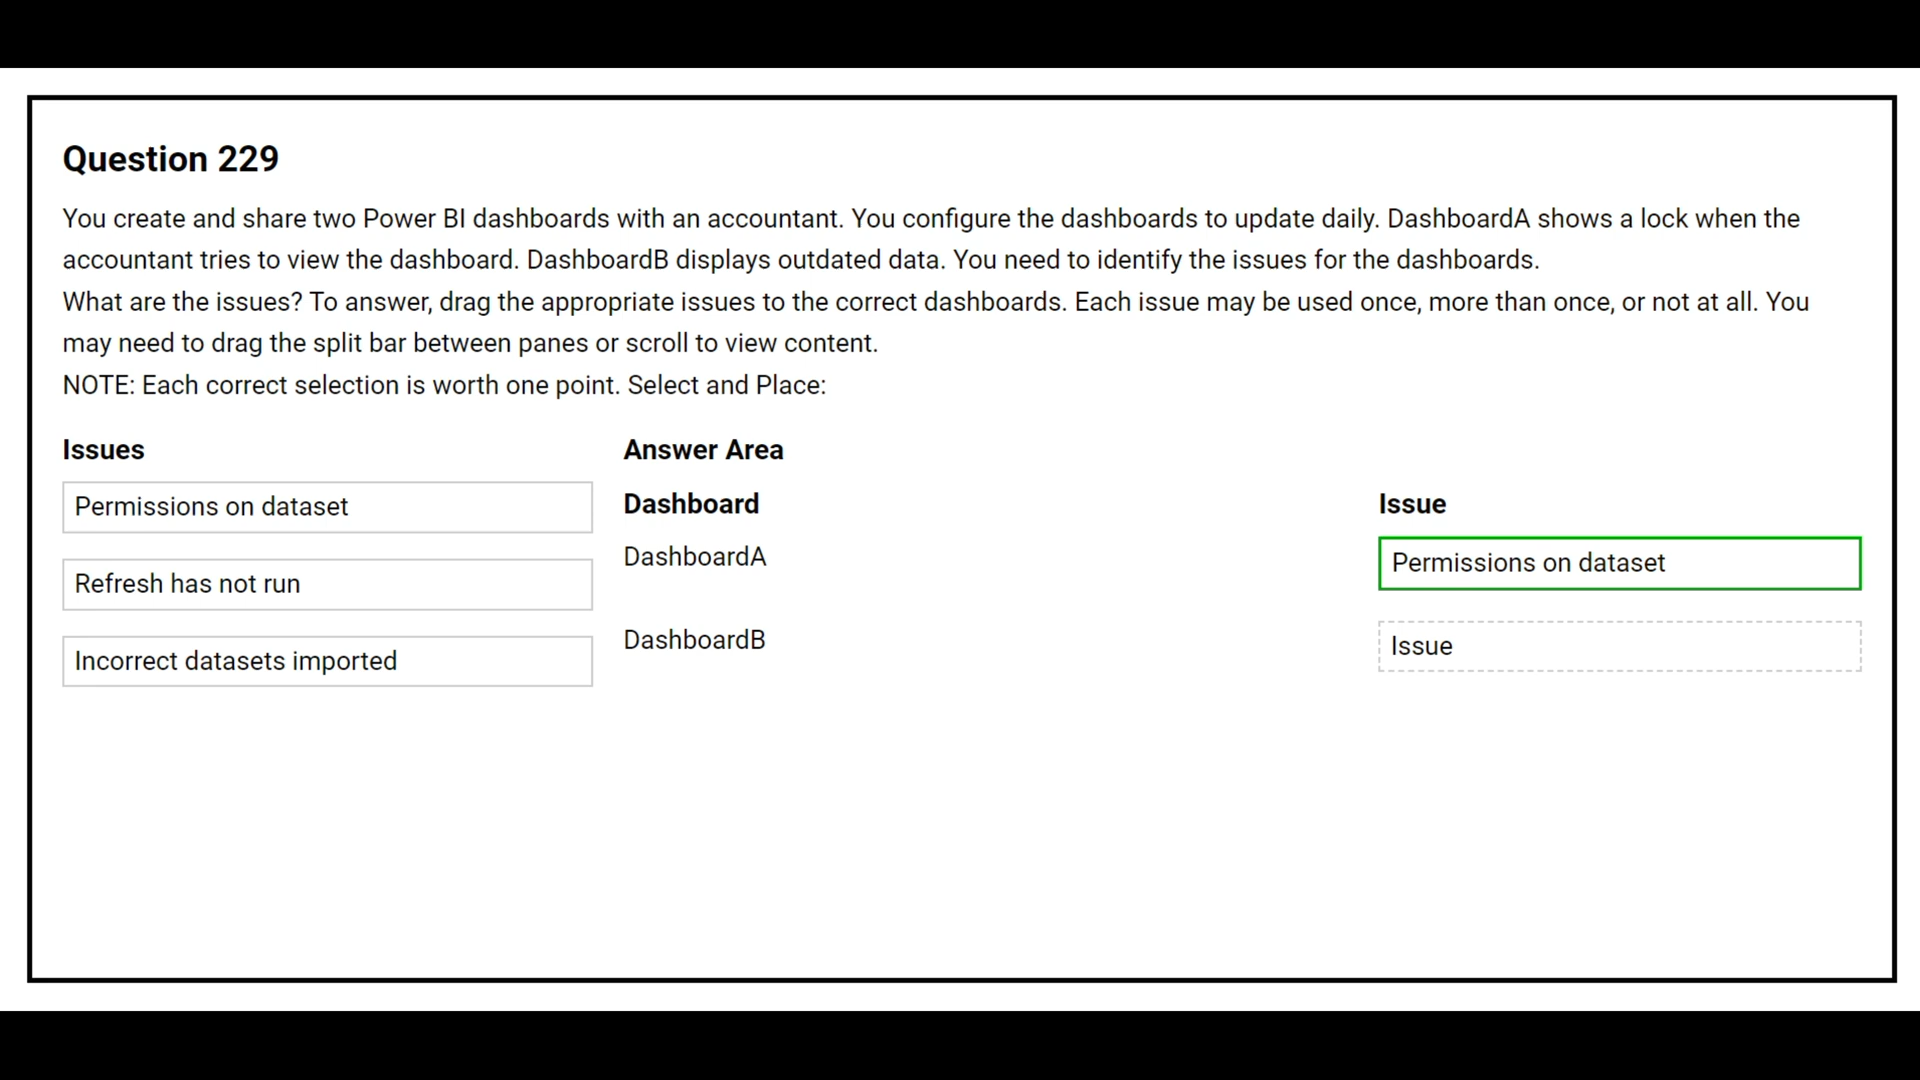 Question 229
You create and share two Power BI dashboards with an accountant. You configure the dashboards to update daily. DashboardA shows a lock when the
accountant tries to view the dashboard. DashboardB displays outdated data. You need to identify the issues for the dashboards.
What are the issues? To answer, drag the appropriate issues to the correct dashboards. Each issue may be used once, more than once, or not at all. You
may need to drag the split bar between panes or scroll to view content.
NOTE: Each correct selection is worth one point. Select and Place:
Issues
Permissions on dataset
Refresh has not run
Incorrect datasets imported
Answer Area
Dashboard
Issue
DashboardA
Permissions on dataset
DashboardB
Issue